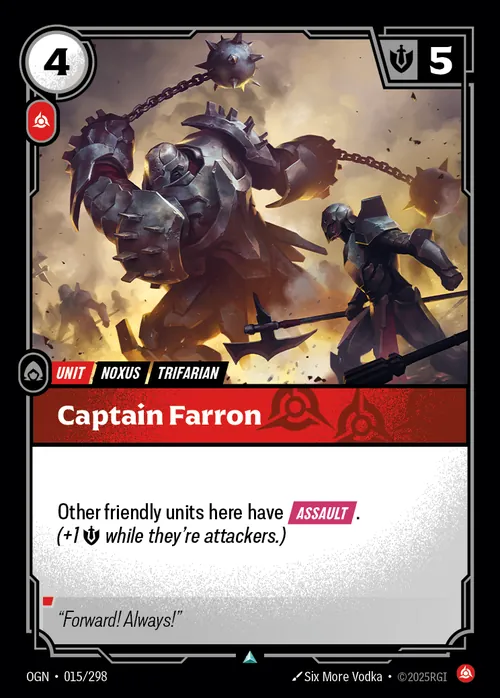 4
5
UNIT / NOXUS / TRIFARIAN
Captain Farron
Other friendly units here have ASSAULT.
(+1 while they're attackers.)
“Forward! Always!”
OGN • 015/298
Six More Vodka • ©2025RGI